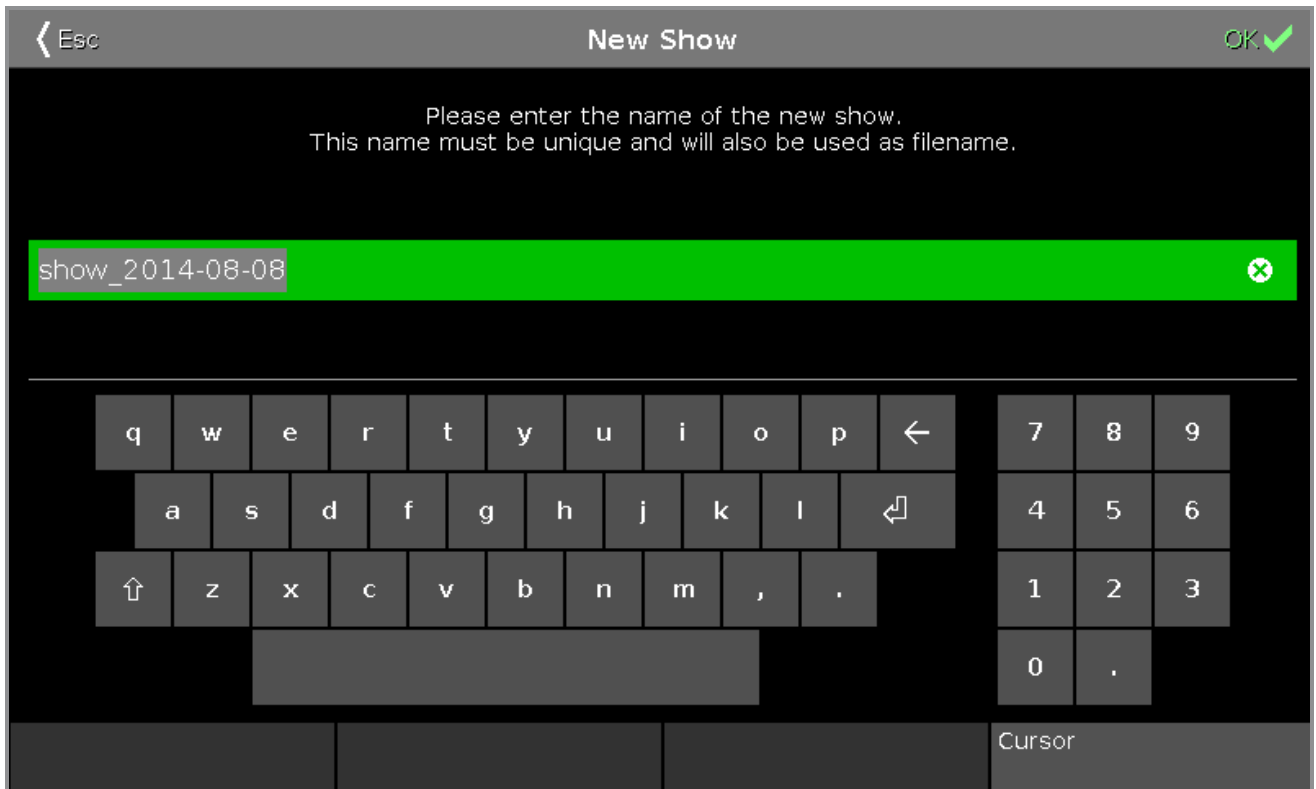 Esc New Show OK
Please enter the name of the new show.
This name must be unique and will also be used as filename.
show_2014-08-08
q w e r t y u i o p ← 7 8 9
a s d f g h j k l 4 5 6
z x c v b n m , . 1 2 3
0 .
Cursor